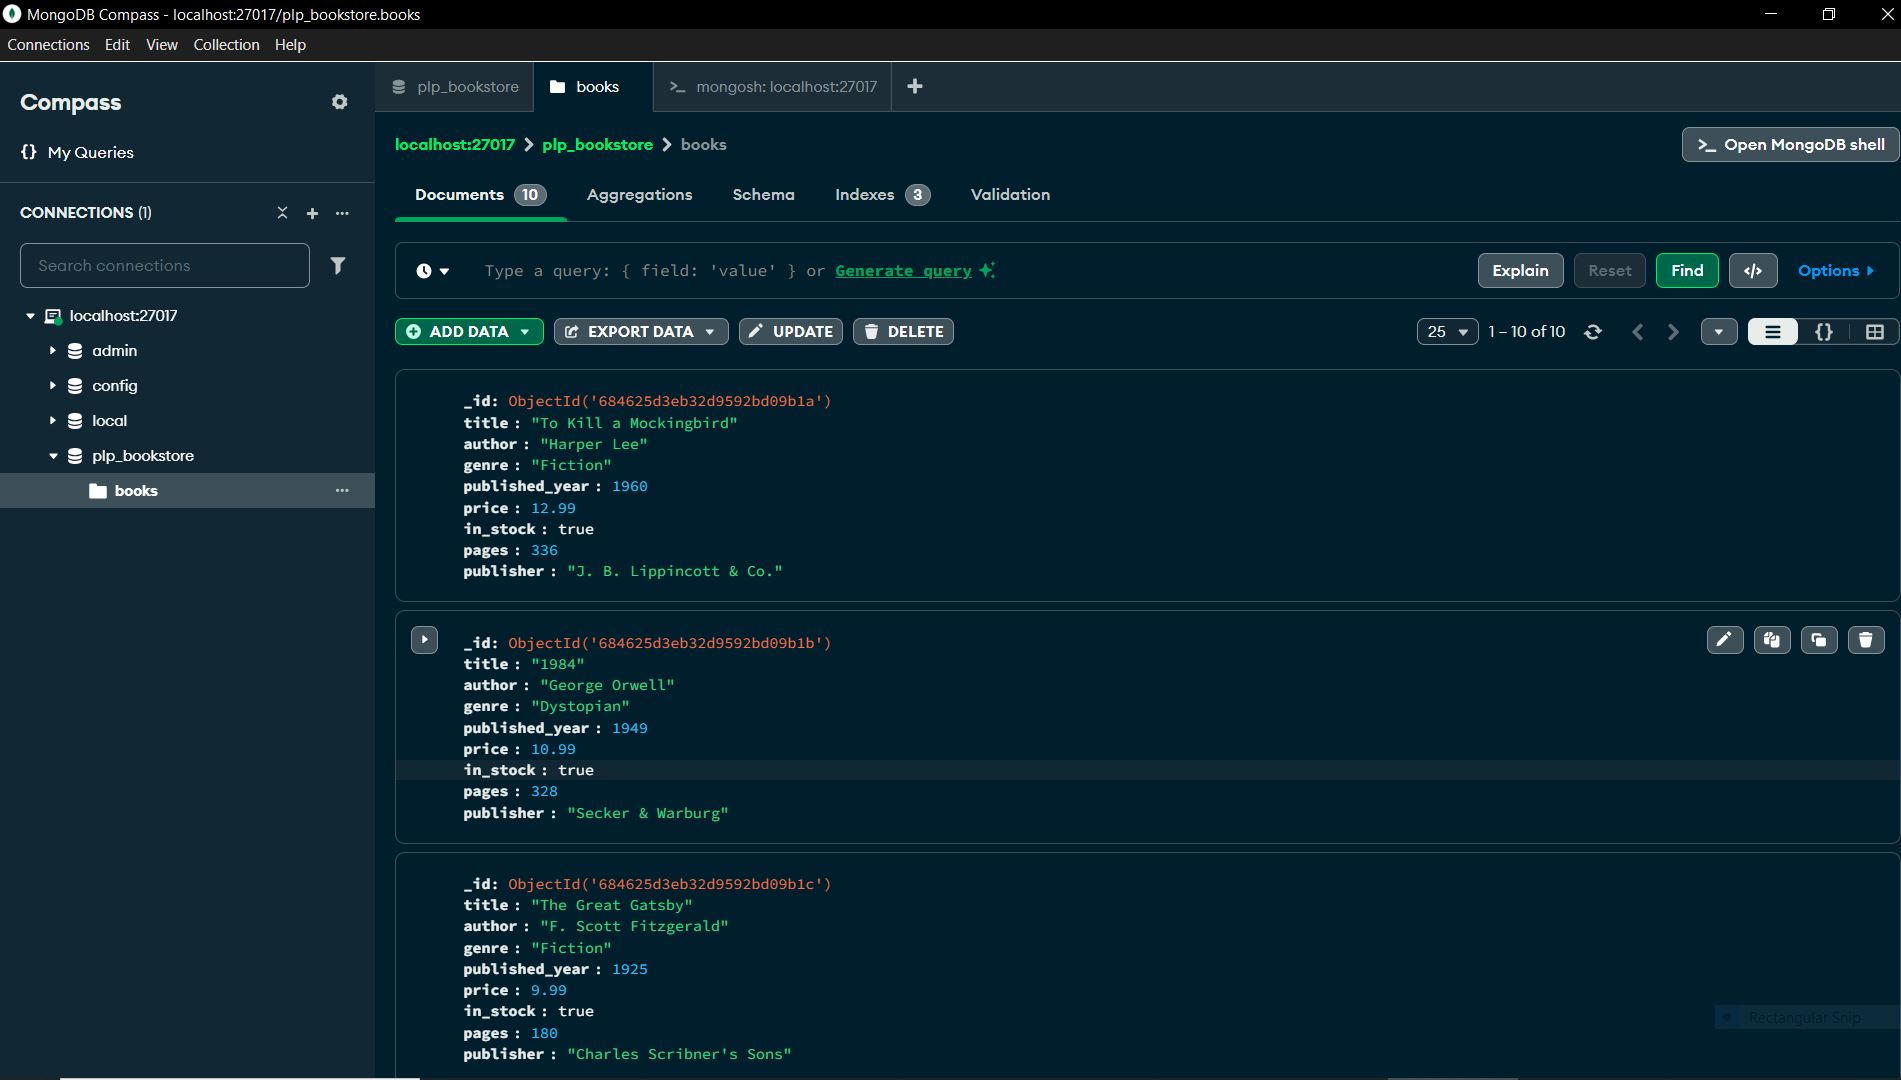 MongoDB Compass - localhost:27017/plp_bookstore.books
Connections Edit View Collection Help
Compass
{} My Queries
CONNECTIONS (1)
Search connections
localhost:27017
admin
config
local
plp_bookstore
books
plp_bookstore books >_ mongosh: localhost:27017 +
localhost:27017 > plp_bookstore > books
>_ Open MongoDB shell
Documents 10 Aggregations Schema Indexes 3 Validation
Type a query: { field: 'value' } or Generate query
Explain Reset Find </> Options
ADD DATA EXPORT DATA UPDATE DELETE
25 1 – 10 of 10 {}
_id: ObjectId('684625d3eb32d9592bd09b1a')
title : "To Kill a Mockingbird"
author : "Harper Lee"
genre : "Fiction"
published_year : 1960
price : 12.99
in_stock : true
pages : 336
publisher : "J. B. Lippincott & Co."
_id: ObjectId('684625d3eb32d9592bd09b1b')
title : "1984"
author : "George Orwell"
genre : "Dystopian"
published_year : 1949
price : 10.99
in_stock : true
pages : 328
publisher : "Secker & Warburg"
_id: ObjectId('684625d3eb32d9592bd09b1c')
title : "The Great Gatsby"
author : "F. Scott Fitzgerald"
genre : "Fiction"
published_year : 1925
price : 9.99
in_stock : true
pages : 180
publisher : "Charles Scribner's Sons"
Rectangular Snip